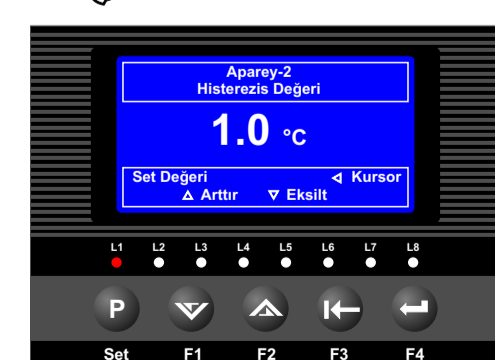 Aparey-2
Histerezis Değeri
1.0 °C
Set Değeri Kursor
Arttır Eksilt
L1 L2 L3 L4 L5 L6 L7 L8
P
Set F1 F2 F3 F4